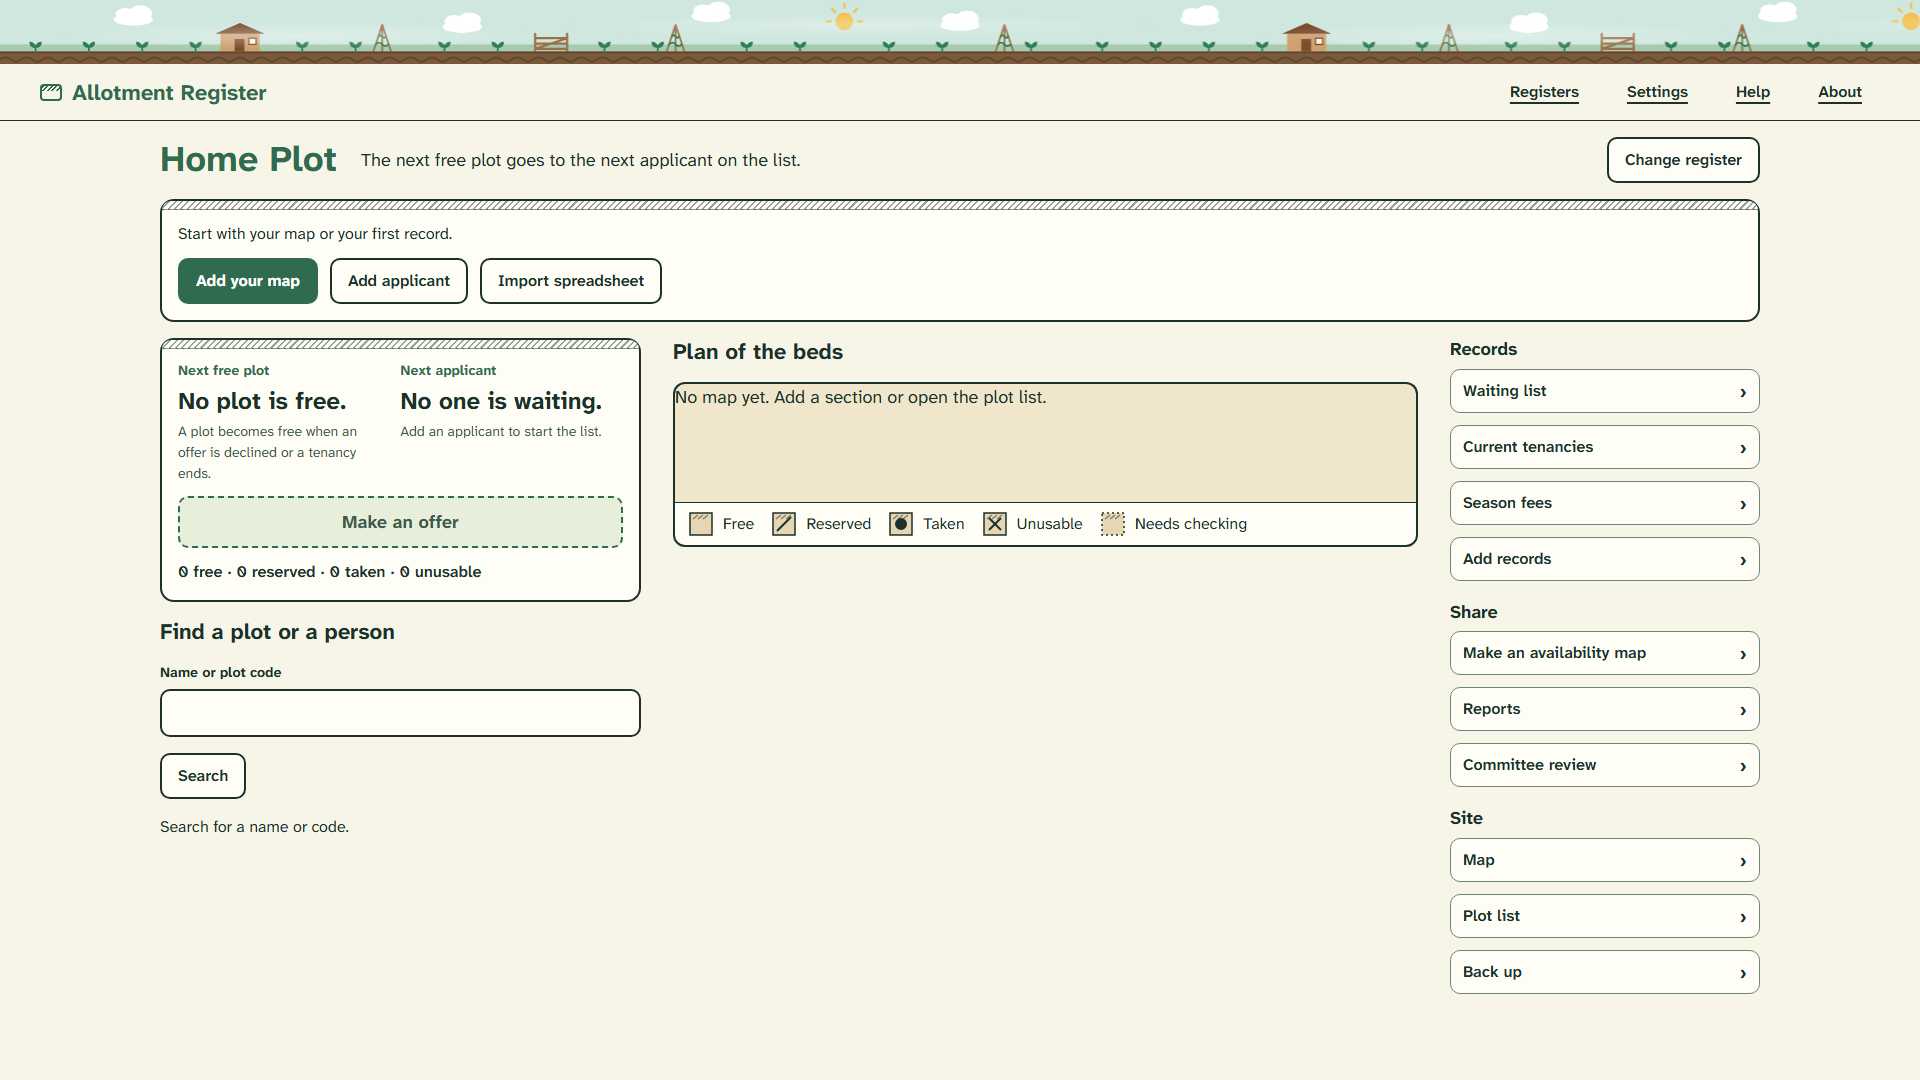 Allotment Register
Registers
Settings
Help
About
Home Plot
The next free plot goes to the next applicant on the list.
Change register
Start with your map or your first record.
Add your map
Add applicant
Import spreadsheet
Next free plot
No plot is free.
A plot becomes free when an
offer is declined or a tenancy
ends.
Next applicant
No one is waiting.
Add an applicant to start the list.
Make an offer
0 free · 0 reserved · 0 taken · 0 unusable
Find a plot or a person
Name or plot code
Search
Search for a name or code.
Plan of the beds
No map yet. Add a section or open the plot list.
Free
Reserved
Taken
Unusable
Needs checking
Records
Waiting list
Current tenancies
Season fees
Add records
Share
Make an availability map
Reports
Committee review
Site
Map
Plot list
Back up